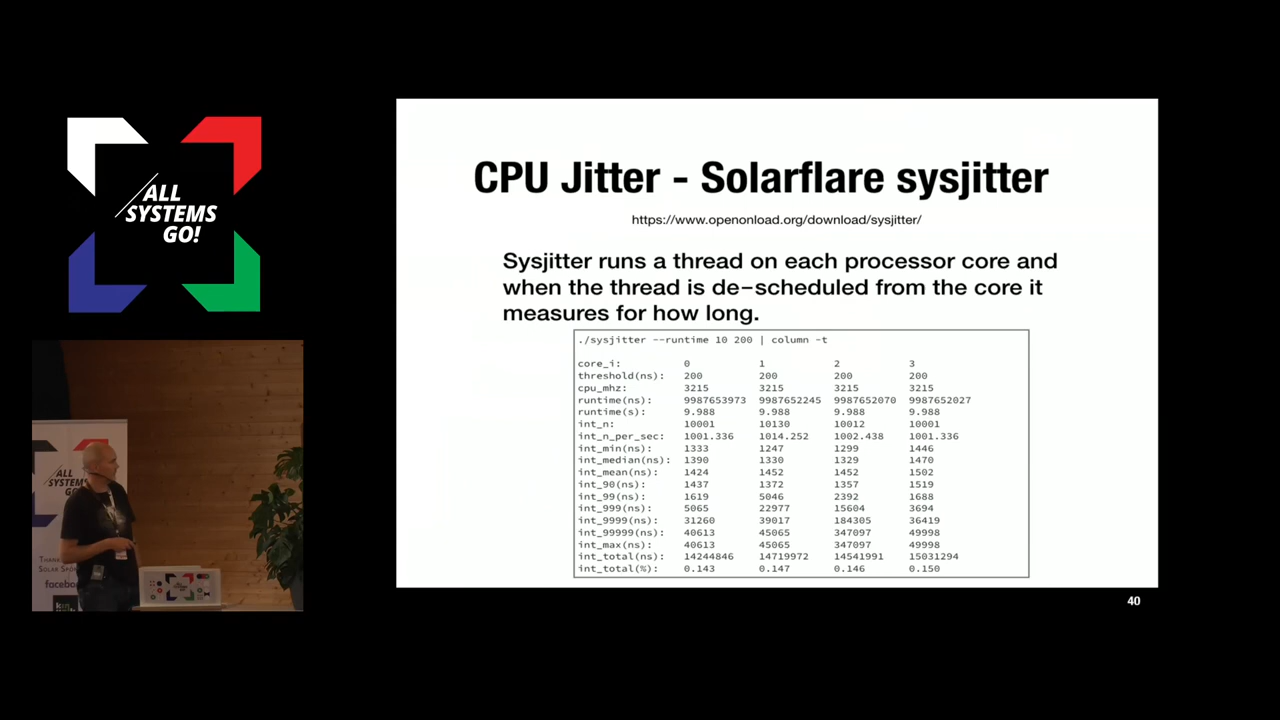 ALL
SYSTEMS
GO!
CPU Jitter - Solarflare sysjitter
https://www.openonload.org/download/sysjitter/
Sysjitter runs a thread on each processor core and
when the thread is de-scheduled from the core it
measures for how long.
./sysjitter --runtime 10 200 | column -t
core_i: 0 1 2 3
threshold(ns): 200 200 200 200
cpu_mhz: 3215 3215 3215 3215
runtime(ns): 9987653973 9987652245 9987652070 9987652027
runtime(s): 9.988 9.988 9.988 9.988
int_n: 10001 10130 10012 10001
int_n_per_sec: 1001.336 1014.252 1002.438 1001.336
int_min(ns): 1333 1247 1299 1446
int_median(ns): 1390 1330 1329 1470
int_mean(ns): 1424 1452 1452 1502
int_90(ns): 1437 1372 1357 1519
int_99(ns): 1619 5046 2392 1688
int_999(ns): 5065 22977 15604 3694
int_9999(ns): 31260 39017 184305 36419
int_99999(ns): 40613 45065 347097 49998
int_max(ns): 40613 45065 347097 49998
int_total(ns): 14244846 14719972 14541991 15031294
int_total(%): 0.143 0.147 0.146 0.150
40
ALL
SYSTEMS
GO!
facebook